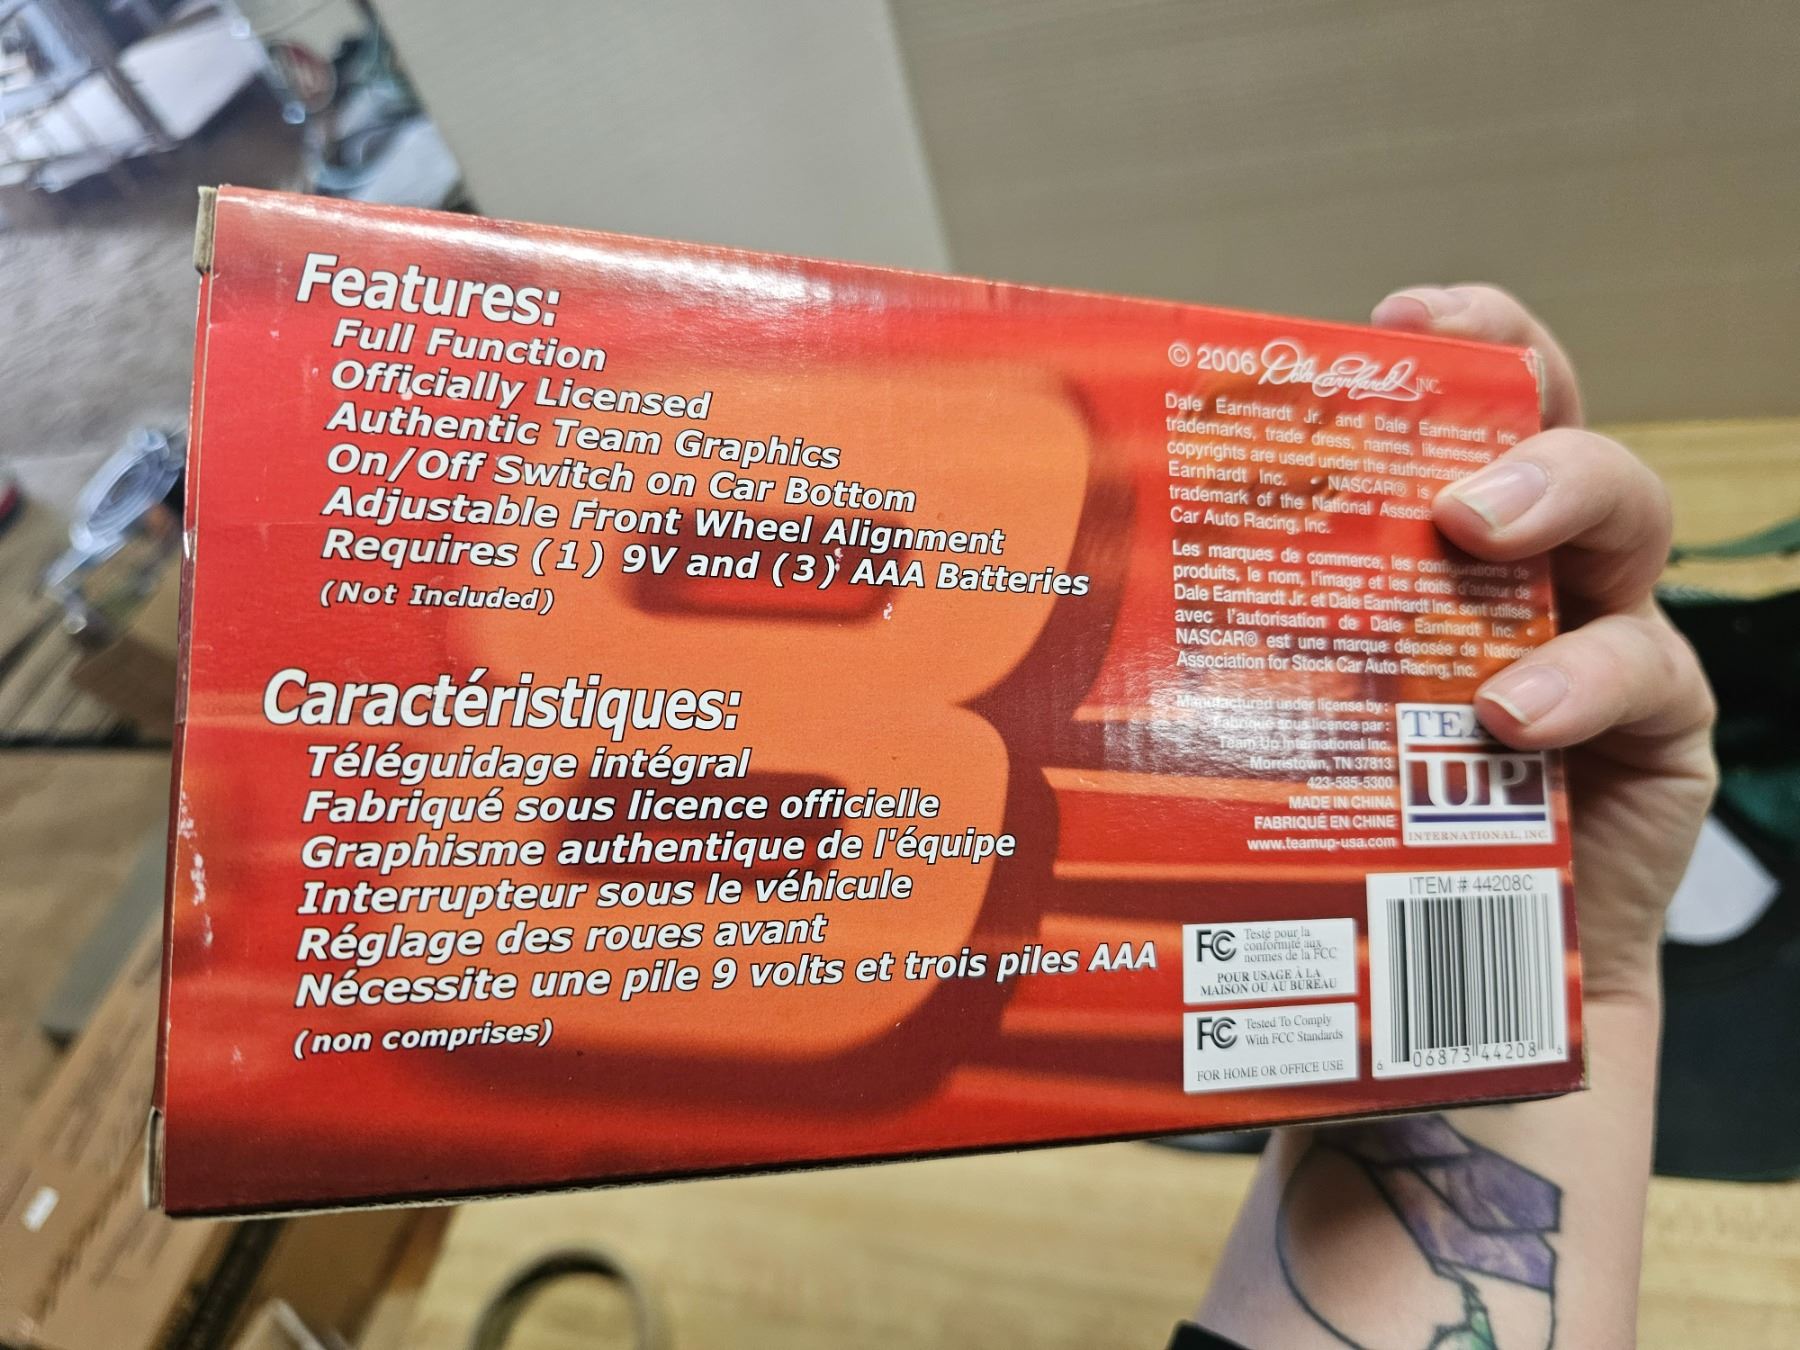 Features:
Full Function
Officially Licensed
Authentic Team Graphics
On/Off Switch on Car Bottom
Adjustable Front Wheel Alignment
Requires (1) 9V and (3) AAA Batteries
(Not Included)
Caractéristiques:
Téléguidage intégral
Fabriqué sous licence officielle
Graphisme authentique de l'équipe
Interrupteur sous le véhicule
Réglage des roues avant
Nécessite une pile 9 volts et trois piles AAA
(non comprises)
© 2006 Dale Earnhardt INC.
Dale Earnhardt Jr. and Dale Earnhardt Inc.
trademarks, trade dress, names, likenesses
copyrights are used under the
Earnhardt Inc. • NASCAR® is
trademark of the National
Car Auto Racing, Inc.
Les marques de commerce, les configurations de
produits, le nom, l'image et les droits d'auteur de
Dale Earnhardt Jr. et Dale Earnhardt Inc. sont utilisés
avec l'autorisation de Dale Earnhardt Inc. •
NASCAR® est une marque déposée de National
Association for Stock Car Auto Racing, Inc.
Manufactured under license by:
Fabriqué sous licence par:
Team Up International Inc.
Morristown, TN 37813
423-585-5300
MADE IN CHINA
FABRIQUÉ EN CHINE
www.teamup-usa.com
UP
INTERNATIONAL, INC.
FC Testé pour la
conformité aux
normes de la FCC
POUR USAGE À LA
MAISON OU AU BUREAU
FC Tested To Comply
With FCC Standards
FOR HOME OR OFFICE USE
ITEM # 44208C
6 06873 44208 6